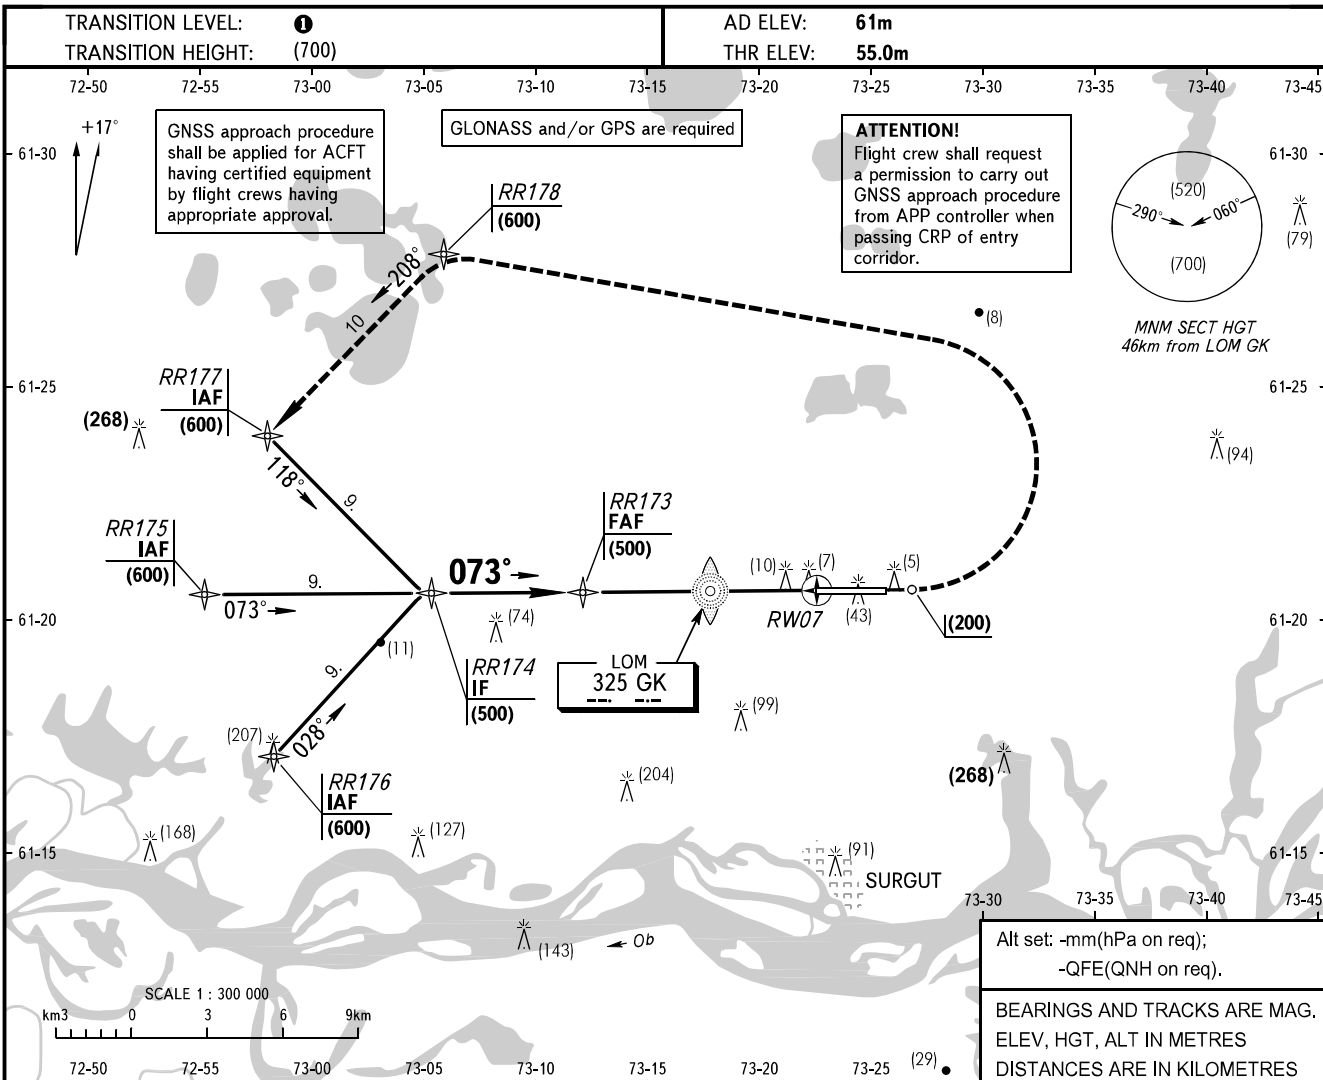 TRANSITION LEVEL: ❶
TRANSITION HEIGHT: (700)
AD ELEV: 61m
THR ELEV: 55.0m
72-50 72-55 73-00 73-05 73-10 73-15 73-20 73-25 73-30 73-35 73-40 73-45
+17°
GNSS approach procedure
shall be applied for ACFT
having certified equipment
by flight crews having
appropriate approval.
GLONASS and/or GPS are required
ATTENTION!
Flight crew shall request
a permission to carry out
GNSS approach procedure
from APP controller when
passing CRP of entry
corridor.
61-30
61-30
(520)
290°
060°
(700)
MNM SECT HGT
46km from LOM GK
(79)
RR178
(600)
208°
10
(8)
61-25
61-25
RR177
IAF
(600)
(268)
(94)
118°
9.
RR175
IAF
(600)
9.
073°
073°
RR173
FAF
(500)
(10)
(7)
(5)
RW07
(43)
(200)
61-20
61-20
(74)
(11)
9.
028°
RR174
IF
(500)
LOM
325 GK
(207)
(99)
RR176
IAF
(600)
(204)
(268)
(168)
(127)
61-15
61-15
(91)
SURGUT
73-30 73-35 73-40 73-45
(143)
Ob
Alt set: -mm(hPa on req);
-QFE(QNH on req).
SCALE 1 : 300 000
km3 0 3 6 9km
BEARINGS AND TRACKS ARE MAG.
ELEV, HGT, ALT IN METRES
DISTANCES ARE IN KILOMETRES
(29)
72-50 72-55 73-00 73-05 73-10 73-15 73-20 73-25